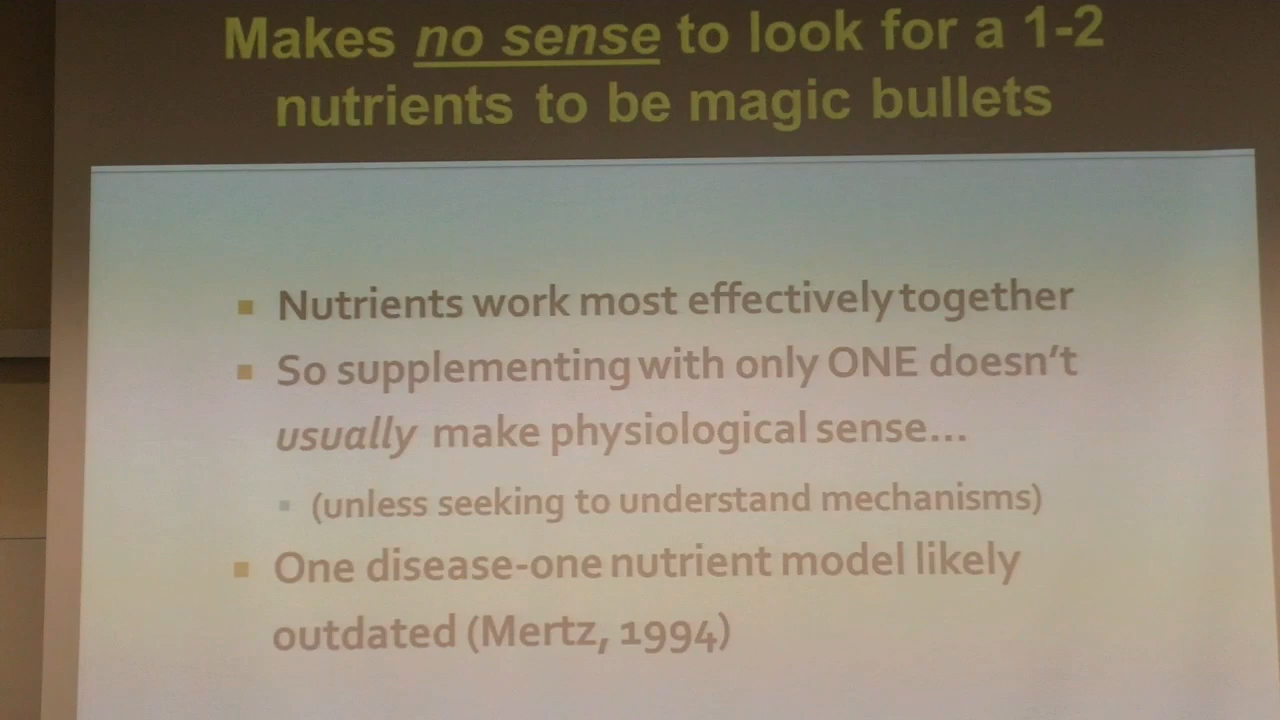 Makes no sense to look for a 1-2
nutrients to be magic bullets
Nutrients work most effectively together
So supplementing with only ONE doesn't
usually make physiological sense...
(unless seeking to understand mechanisms)
One disease-one nutrient model likely
outdated (Mertz, 1994)